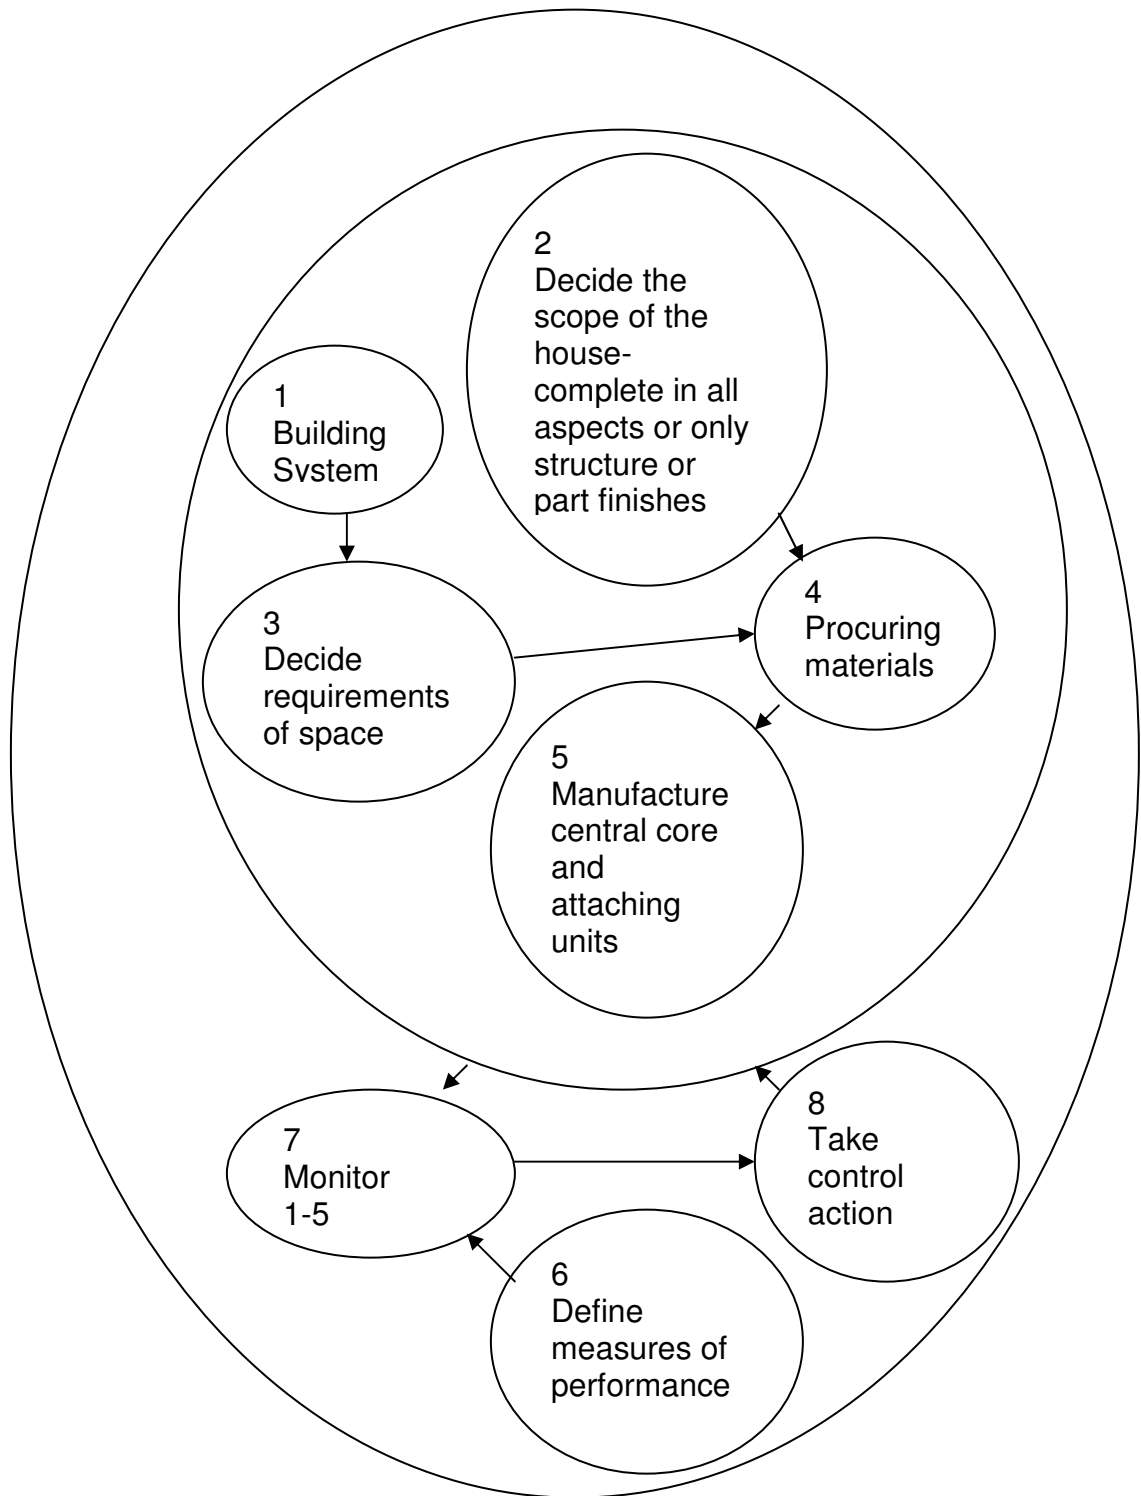 1
Building
System
2
Decide the
scope of the
house-
complete in all
aspects or only
structure or
part finishes
3
Decide
requirements
of space
4
Procuring
materials
5
Manufacture
central core
and
attaching
units
7
Monitor
1-5
8
Take
control
action
6
Define
measures of
performance